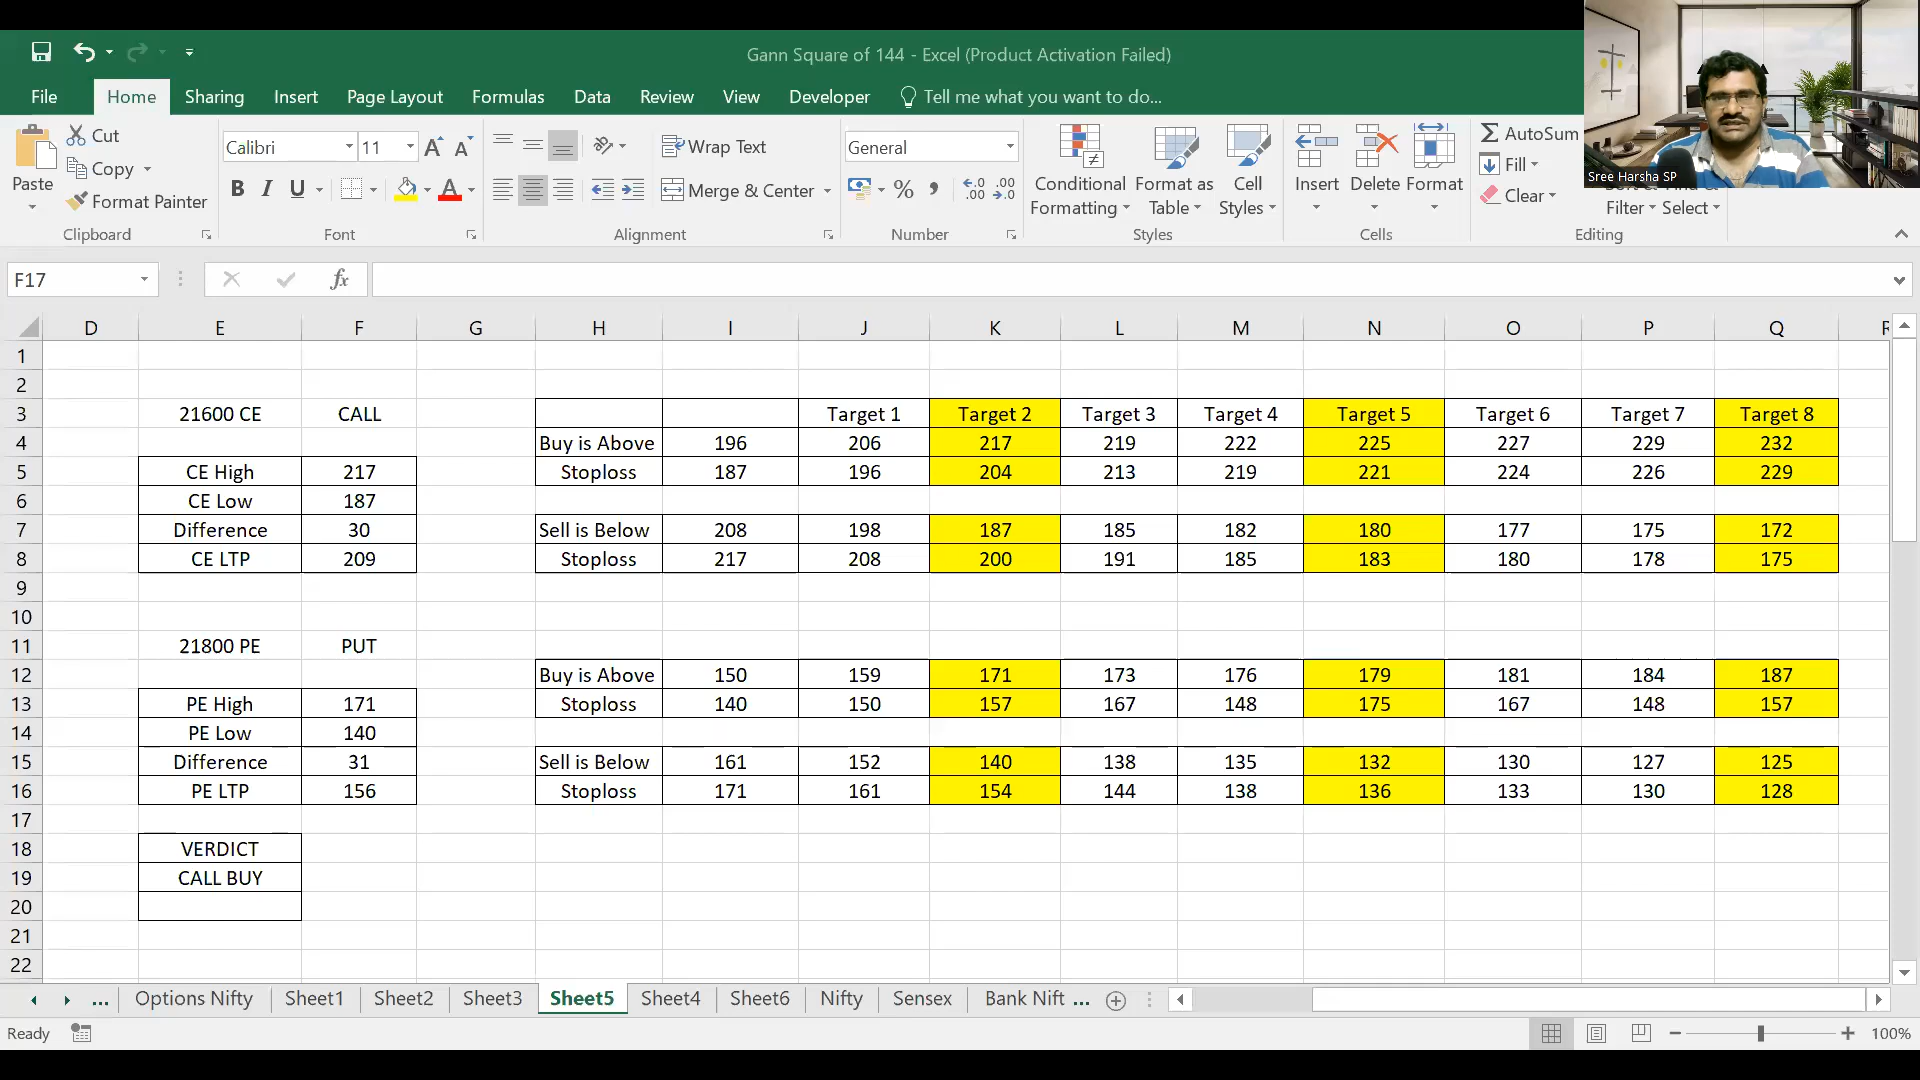 Gann Square of 144 - Excel (Product Activation Failed)
File Home Sharing Insert Page Layout Formulas Data Review View Developer Tell me what you want to do...
Sree Harsha SP
Paste
Cut
Copy
Format Painter
Clipboard
Calibri 11
B I U
Font
Wrap Text
Merge & Center
Alignment
General
Number
Conditional Formatting
Format as Table
Cell Styles
Styles
Insert Delete Format
Cells
AutoSum
Fill
Clear
Filter Select
Editing
F17 fx
D E F G H I J K L M N O P Q
1
2
3 21600 CE CALL Target 1 Target 2 Target 3 Target 4 Target 5 Target 6 Target 7 Target 8
4 Buy is Above 196 206 217 219 222 225 227 229 232
5 CE High 217 Stoploss 187 196 204 213 219 221 224 226 229
6 CE Low 187
7 Difference 30 Sell is Below 208 198 187 185 182 180 177 175 172
8 CE LTP 209 Stoploss 217 208 200 191 185 183 180 178 175
9
10
11 21800 PE PUT
12 Buy is Above 150 159 171 173 176 179 181 184 187
13 PE High 171 Stoploss 140 150 157 167 148 175 167 148 157
14 PE Low 140
15 Difference 31 Sell is Below 161 152 140 138 135 132 130 127 125
16 PE LTP 156 Stoploss 171 161 154 144 138 136 133 130 128
17
18 VERDICT
19 CALL BUY
20
21
22
... Options Nifty Sheet1 Sheet2 Sheet3 Sheet5 Sheet4 Sheet6 Nifty Sensex Bank Nift ...
Ready 100%